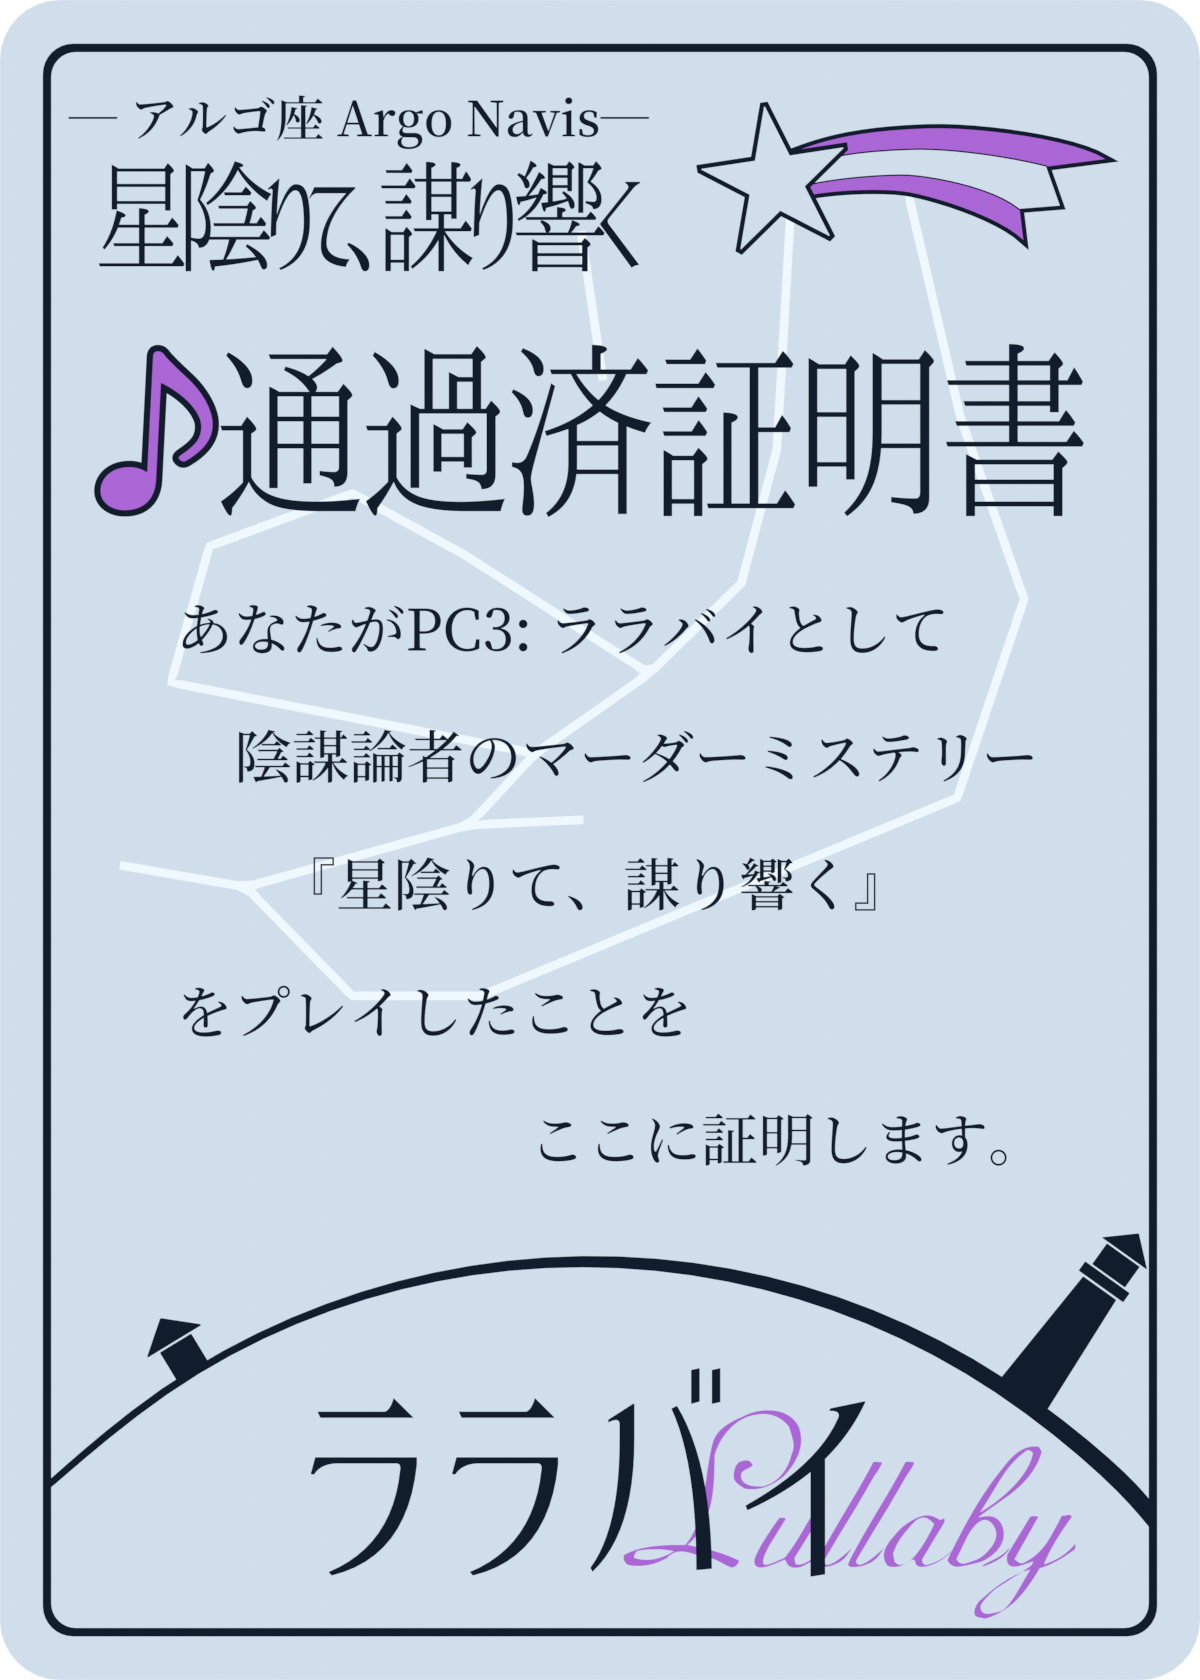 — アルゴ座 Argo Navis—
星陰りて、謀り響く
通過済証明書
あなたがPC3: ララバイとして
陰謀論者のマーダーミステリー
『星陰りて、謀り響く』
をプレイしたことを
ここに証明します。
ララバイ
Lullaby